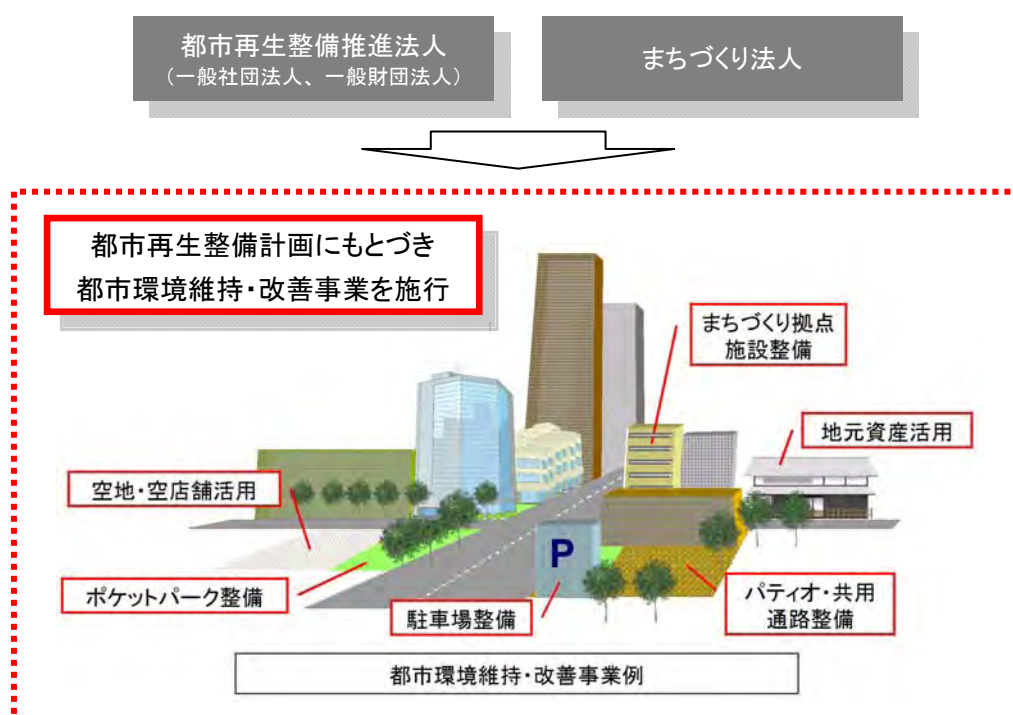 都市再生整備推進法人
（一般社団法人、一般財団法人）
まちづくり法人
都市再生整備計画にもとづき
都市環境維持・改善事業を施行
まちづくり拠点
施設整備
地元資産活用
空地・空店舗活用
P
ポケットパーク整備
駐車場整備
パティオ・共用
通路整備
都市環境維持・改善事業例